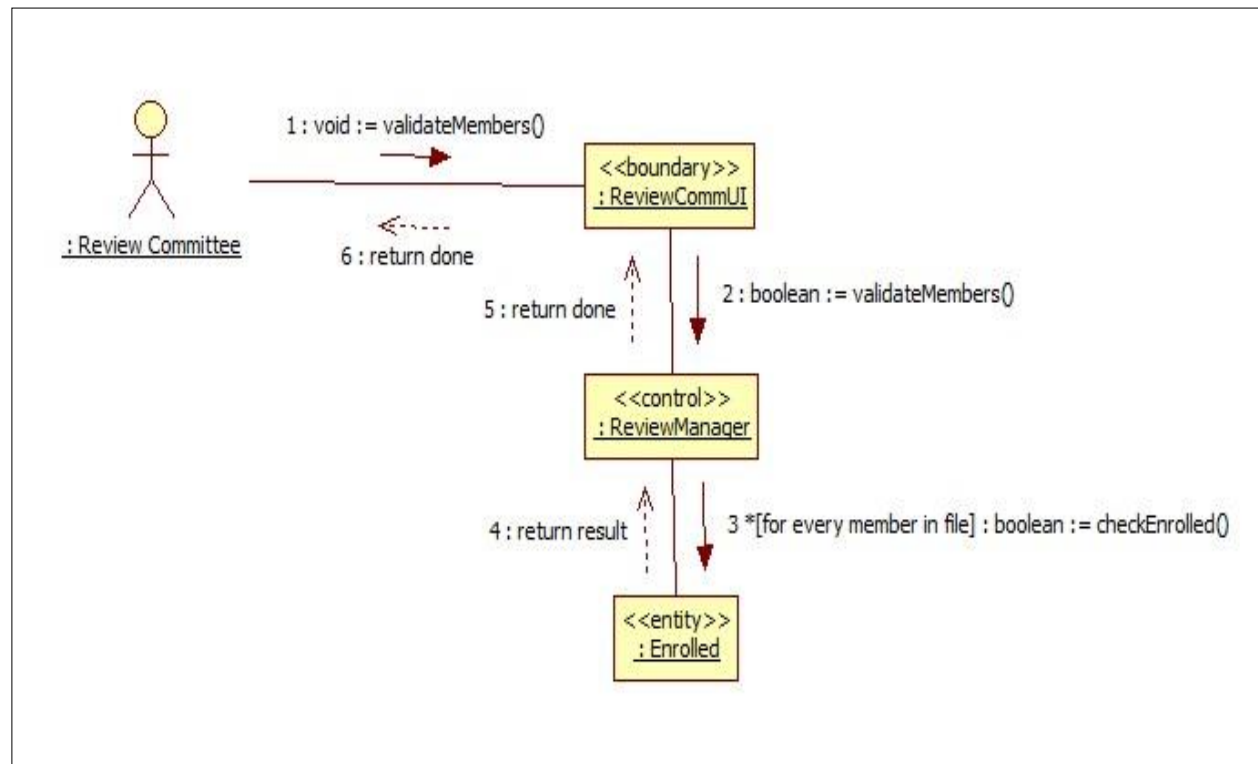 1 : void := validateMembers()
<<boundary>>
: ReviewCommUI
: Review Committee
6 : return done
5 : return done
2 : boolean := validateMembers()
<<control>>
: ReviewManager
4 : return result
3 *[for every member in file] : boolean := checkEnrolled()
<<entity>>
: Enrolled